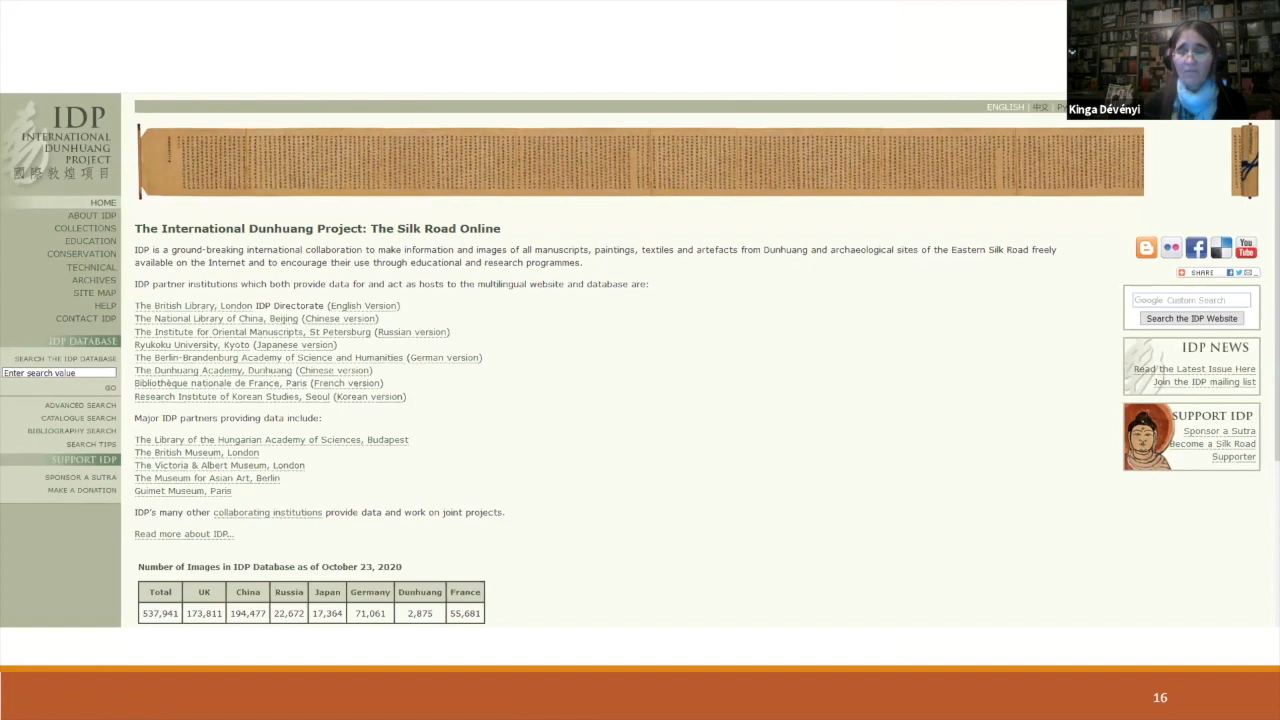 Kinga Dévényi
IDP
INTERNATIONAL
DUNHUANG
PROJECT
國際敦煌項目
ENGLISH | 中文 |
HOME
ABOUT IDP
COLLECTIONS
EDUCATION
CONSERVATION
TECHNICAL
ARCHIVES
SITE MAP
HELP
CONTACT IDP
IDP DATABASE
SEARCH THE IDP DATABASE
Enter search value
GO
ADVANCED SEARCH
CATALOGUE SEARCH
BIBLIOGRAPHY SEARCH
SEARCH TIPS
SUPPORT IDP
SPONSOR A SUTRA
MAKE A DONATION
The International Dunhuang Project: The Silk Road Online
IDP is a ground-breaking international collaboration to make information and images of all manuscripts, paintings, textiles and artefacts from Dunhuang and archaeological sites of the Eastern Silk Road freely
available on the Internet and to encourage their use through educational and research programmes.
IDP partner institutions which both provide data for and act as hosts to the multilingual website and database are:
The British Library, London IDP Directorate (English Version)
The National Library of China, Beijing (Chinese version)
The Institute for Oriental Manuscripts, St Petersburg (Russian version)
Ryukoku University, Kyoto (Japanese version)
The Berlin-Brandenburg Academy of Science and Humanities (German version)
The Dunhuang Academy, Dunhuang (Chinese version)
Bibliothèque nationale de France, Paris (French version)
Research Institute of Korean Studies, Seoul (Korean version)
Major IDP partners providing data include:
The Library of the Hungarian Academy of Sciences, Budapest
The British Museum, London
The Victoria & Albert Museum, London
The Museum for Asian Art, Berlin
Guimet Museum, Paris
IDP's many other collaborating institutions provide data and work on joint projects.
Read more about IDP...
Number of Images in IDP Database as of October 23, 2020
Total UK China Russia Japan Germany Dunhuang France
537,941 173,811 194,477 22,672 17,364 71,061 2,875 55,681
You Tube
SHARE
Google Custom Search
Search the IDP Website
IDP NEWS
Read the Latest Issue Here
Join the IDP mailing list
SUPPORT IDP
Sponsor a Sutra
Become a Silk Road
Supporter
16